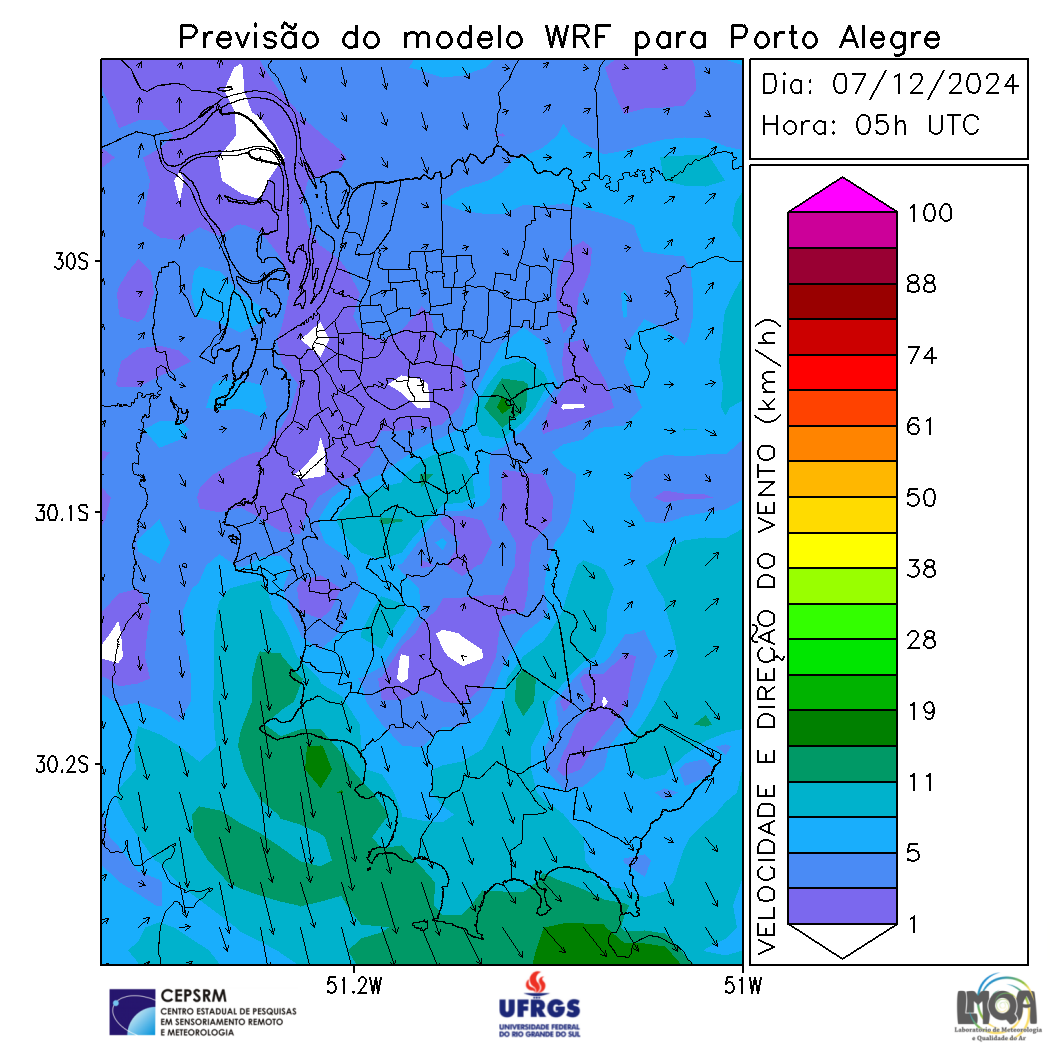 Previsão do modelo WRF para Porto Alegre
Dia: 07/12/2024
Hora: 05h UTC
30S
30.1S
30.2S
51.2W
51W
VELOCIDADE E DIREÇÃO DO VENTO (km/h)
100
88
74
61
50
38
28
19
11
5
1
CEPSRM
CENTRO ESTADUAL DE PESQUISAS
EM SENSORIAMENTO REMOTO
E METEOROLOGIA
UFRGS
UNIVERSIDADE FEDERAL
DO RIO GRANDE DO SUL
LMQA
Laboratório de Meteorologia
e Qualidade do Ar